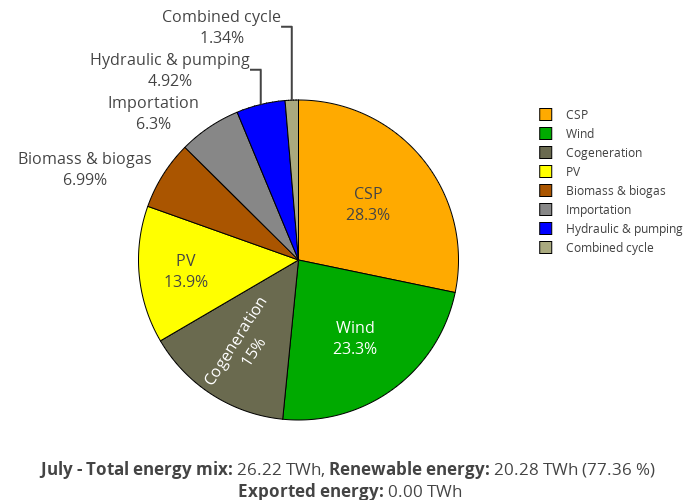 Combined cycle
1.34%
Hydraulic & pumping
4.92%
Importation
6.3%
Biomass & biogas
6.99%
CSP
28.3%
PV
13.9%
Cogeneration
15%
Wind
23.3%
CSP
Wind
Cogeneration
PV
Biomass & biogas
Importation
Hydraulic & pumping
Combined cycle
July - Total energy mix: 26.22 TWh, Renewable energy: 20.28 TWh (77.36 %)
Exported energy: 0.00 TWh